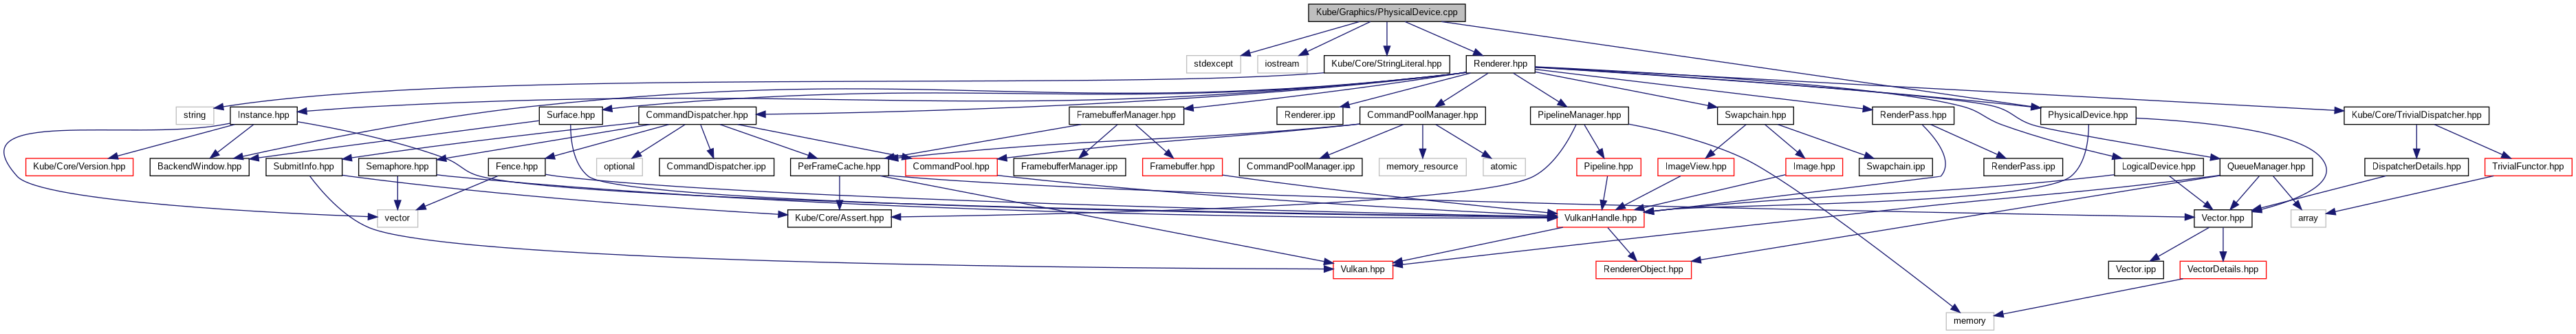 Kube/Graphics/PhysicalDevice.cpp
stdexcept
iostream
Kube/Core/StringLiteral.hpp
Renderer.hpp
string
Instance.hpp
Surface.hpp
CommandDispatcher.hpp
FramebufferManager.hpp
Renderer.ipp
CommandPoolManager.hpp
PipelineManager.hpp
Swapchain.hpp
RenderPass.hpp
PhysicalDevice.hpp
Kube/Core/TrivialDispatcher.hpp
Kube/Core/Version.hpp
BackendWindow.hpp
SubmitInfo.hpp
Semaphore.hpp
Fence.hpp
optional
CommandDispatcher.ipp
PerFrameCache.hpp
CommandPool.hpp
FramebufferManager.ipp
Framebuffer.hpp
CommandPoolManager.ipp
memory_resource
atomic
Pipeline.hpp
ImageView.hpp
Image.hpp
Swapchain.ipp
RenderPass.ipp
LogicalDevice.hpp
QueueManager.hpp
DispatcherDetails.hpp
TrivialFunctor.hpp
vector
Kube/Core/Assert.hpp
VulkanHandle.hpp
Vector.hpp
array
Vulkan.hpp
RendererObject.hpp
Vector.ipp
VectorDetails.hpp
memory